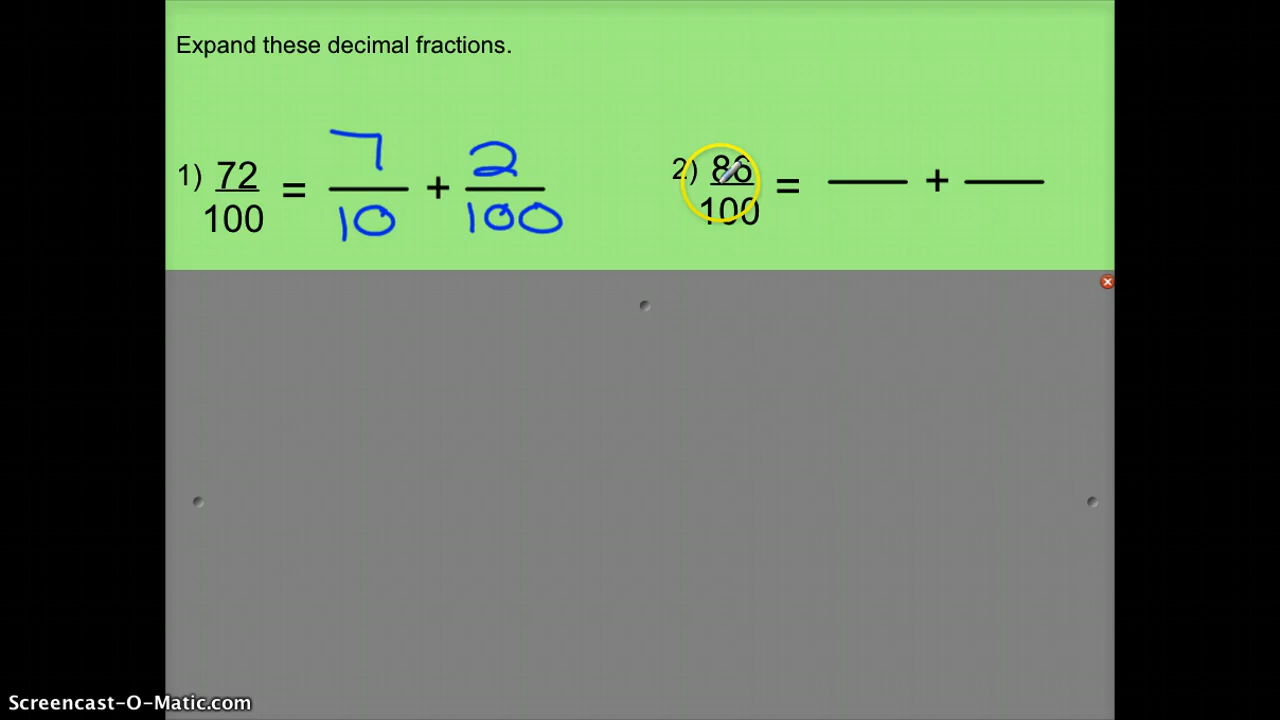 Expand these decimal fractions.
1) 72/100 = 7/10 + 2/100
2) 86/100 = ___ + ___
Screencast-O-Matic.com